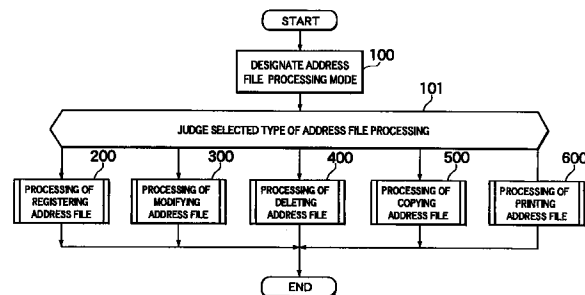 START
100
DESIGNATE ADDRESS
FILE PROCESSING MODE
101
JUDGE SELECTED TYPE OF ADDRESS FILE PROCESSING
200
300
400
500
600
PROCESSING OF
REGISTERING
ADDRESS FILE
PROCESSING OF
MODIFYING
ADDRESS FILE
PROCESSING OF
DELETING
ADDRESS FILE
PROCESSING OF
COPYING
ADDRESS FILE
PROCESSING OF
PRINTING
ADDRESS FILE
END